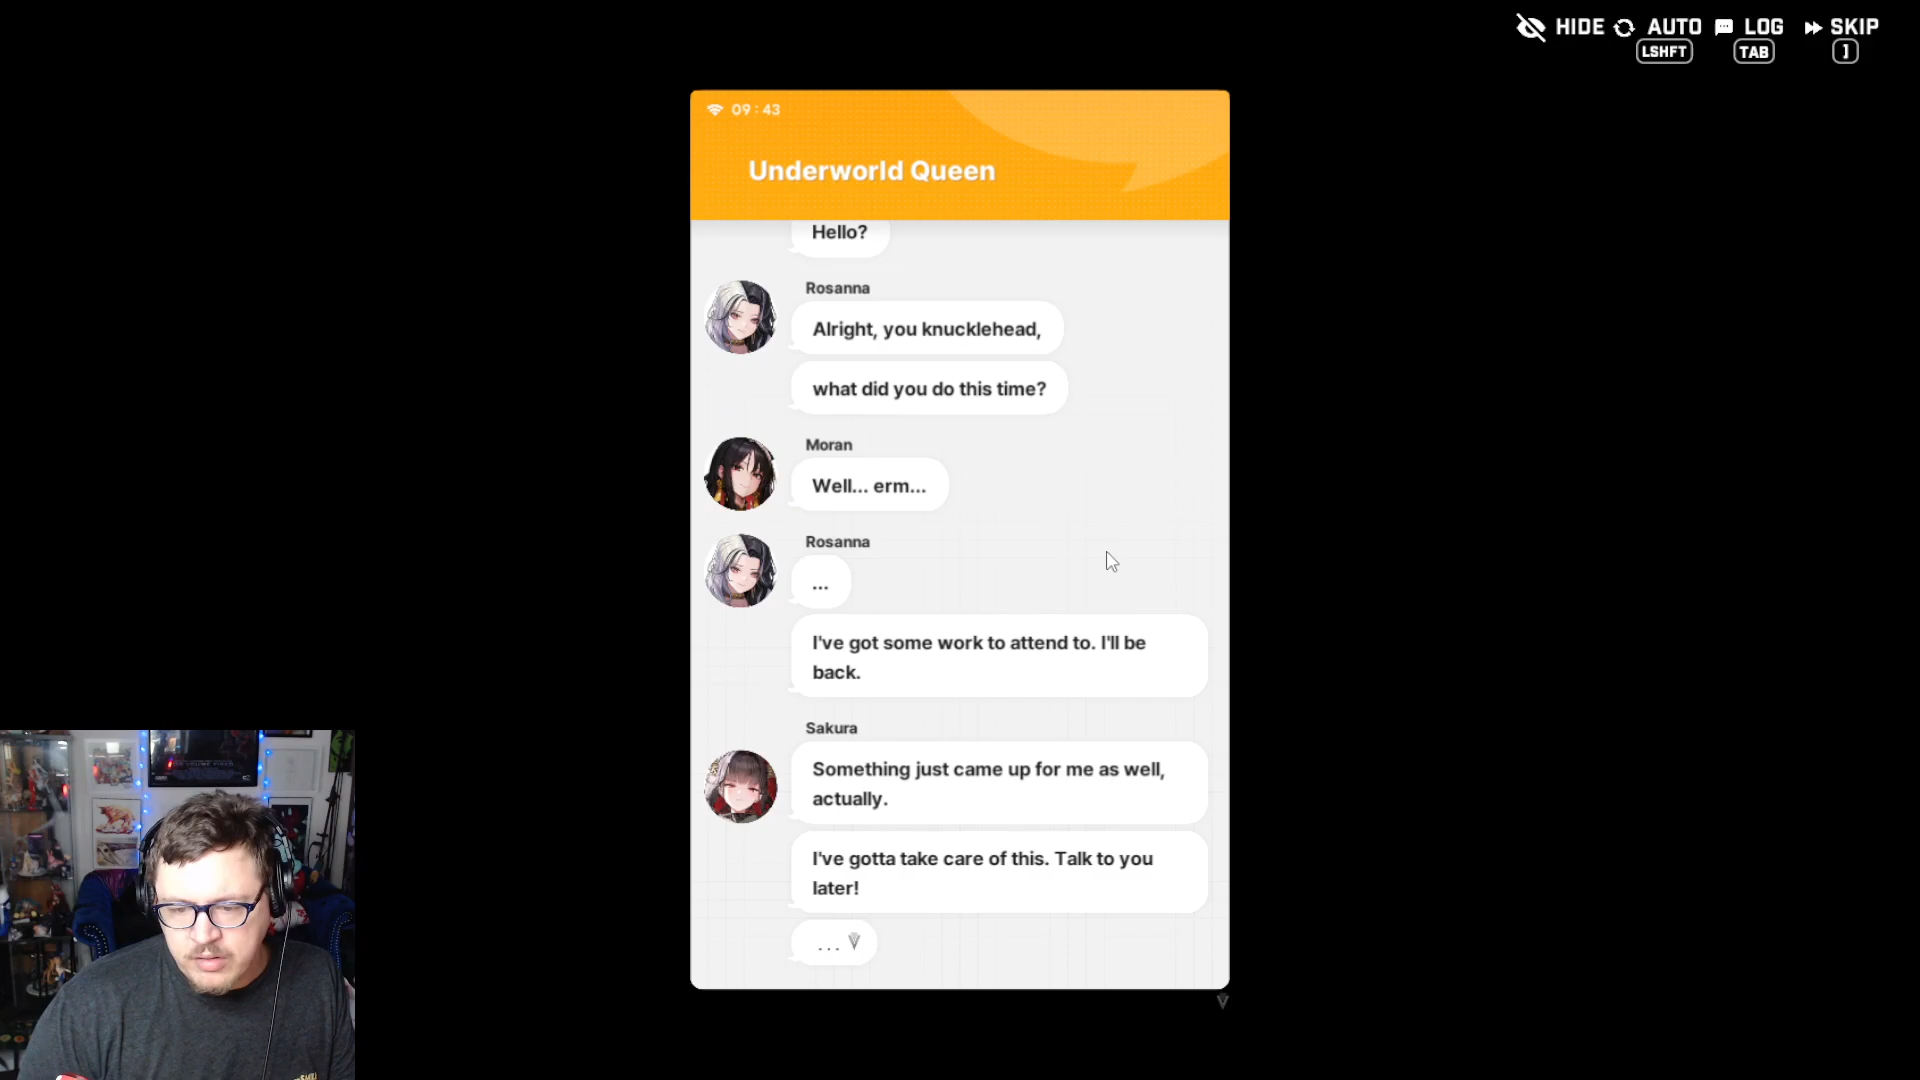 HIDE AUTO LOG SKIP
LSHFT TAB ]
09:43
Underworld Queen
Hello?
Rosanna
Alright, you knucklehead,
what did you do this time?
Moran
Well... erm...
Rosanna
...
I've got some work to attend to. I'll be
back.
Sakura
Something just came up for me as well,
actually.
I've gotta take care of this. Talk to you
later!
...